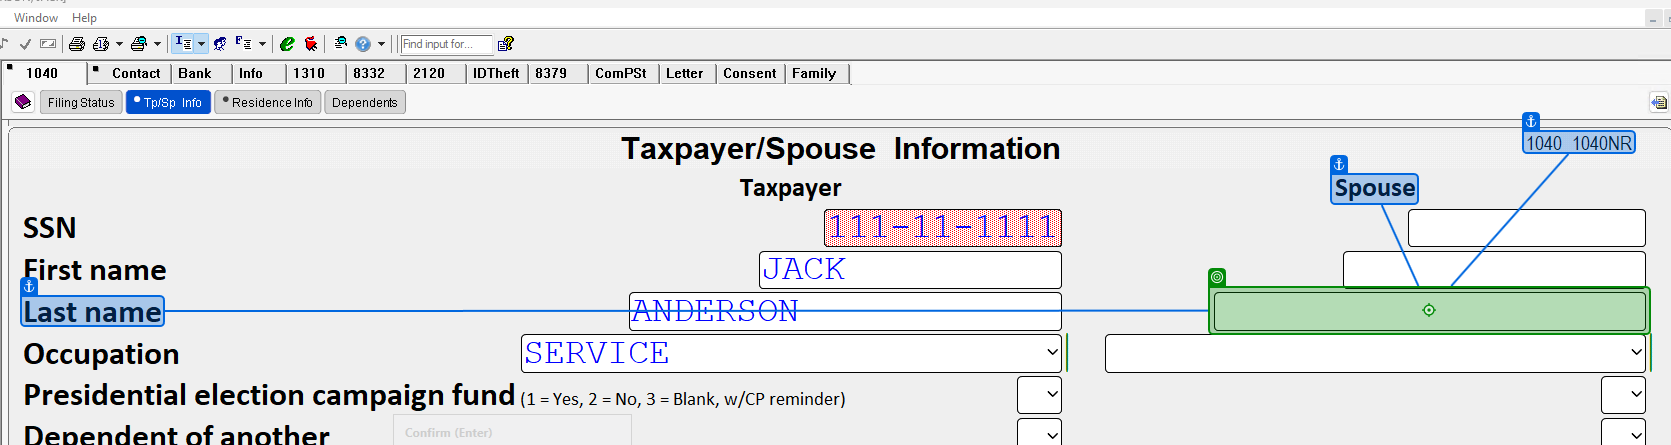 Window Help
Find input for...
1040 Contact Bank Info 1310 8332 2120 IDTheft 8379 ComPSt Letter Consent Family
Filing Status Tp/Sp Info Residence Info Dependents
Taxpayer/Spouse Information
1040 1040NR
Taxpayer Spouse
SSN 111-11-1111
First name JACK
Last name ANDERSON
Occupation SERVICE
Presidential election campaign fund (1 = Yes, 2 = No, 3 = Blank, w/CP reminder)
Dependent of another
Confirm (Enter)